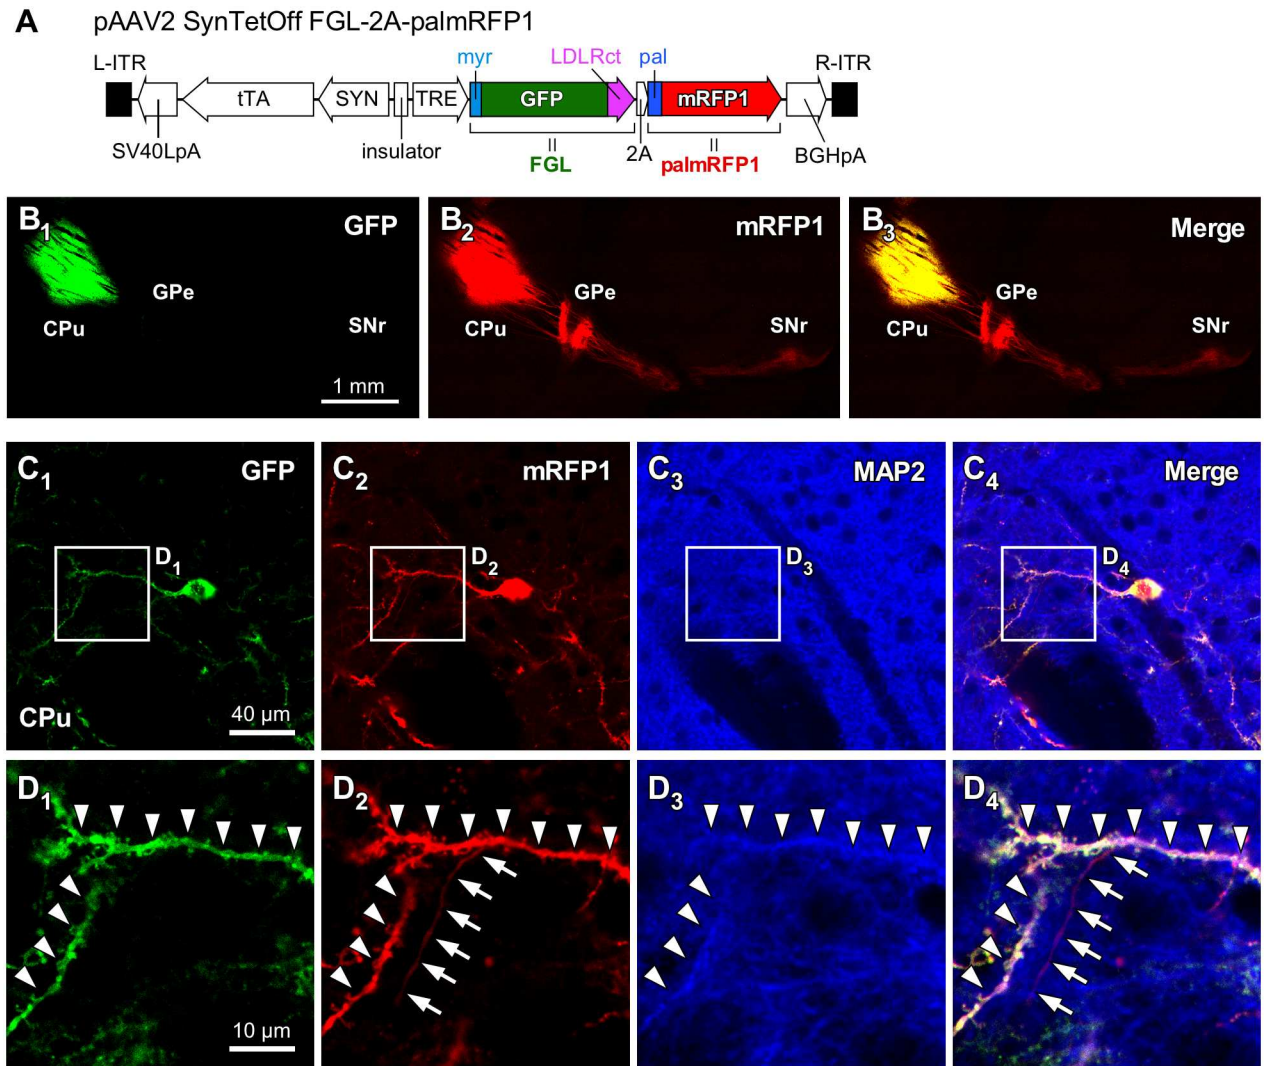 A pAAV2 SynTetOff FGL-2A-palmRFP1
myr LDLRct pal
L-ITR R-ITR
tTA SYN TRE GFP mRFP1
SV40LpA insulator = FGL 2A = palmRFP1 BGHpA
B1 GFP B2 mRFP1 B3 Merge
GPe GPe GPe
CPu SNr CPu SNr CPu SNr
1 mm
C1 GFP C2 mRFP1 C3 MAP2 C4 Merge
D1 D2 D3 D4
CPu 40 µm
D1 D2 D3 D4
10 µm